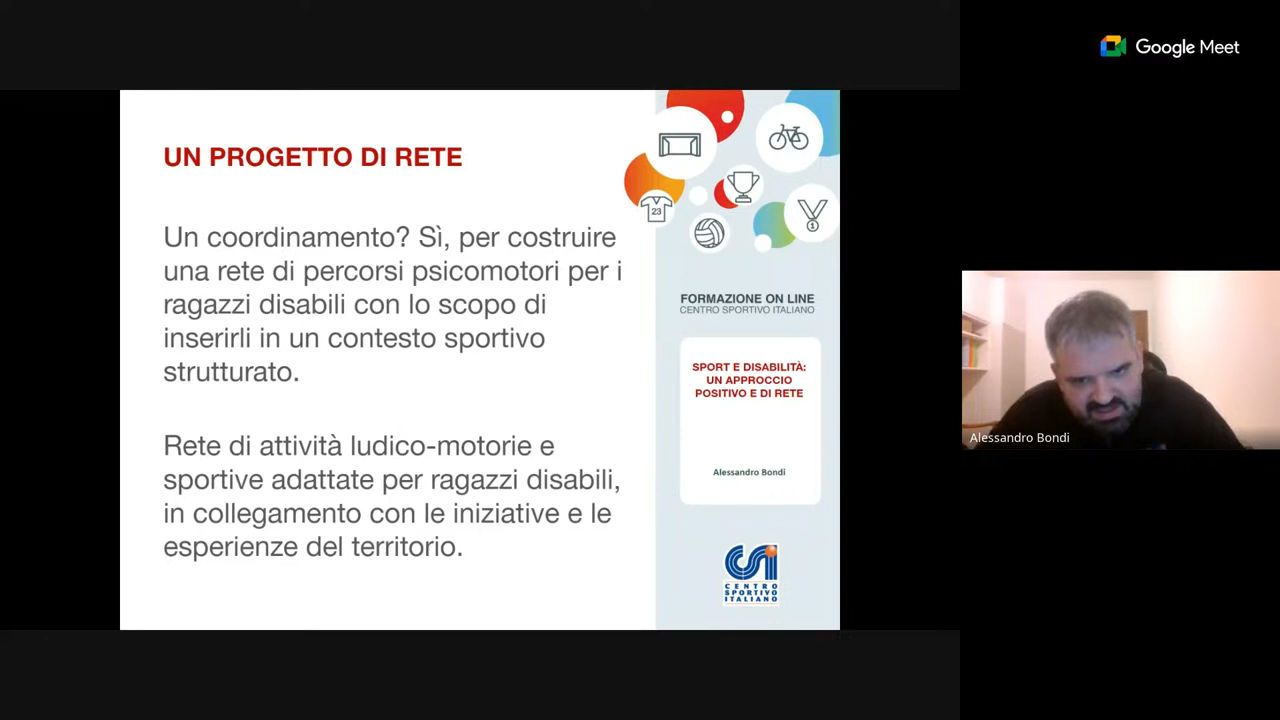 Google Meet
UN PROGETTO DI RETE
Un coordinamento? Sì, per costruire
una rete di percorsi psicomotori per i
ragazzi disabili con lo scopo di
inserirli in un contesto sportivo
strutturato.
Rete di attività ludico-motorie e
sportive adattate per ragazzi disabili,
in collegamento con le iniziative e le
esperienze del territorio.
23
1
FORMAZIONE ON LINE
CENTRO SPORTIVO ITALIANO
SPORT E DISABILITÀ:
UN APPROCCIO
POSITIVO E DI RETE
Alessandro Bondi
CSI
CENTRO
SPORTIVO
ITALIANO
Alessandro Bondi